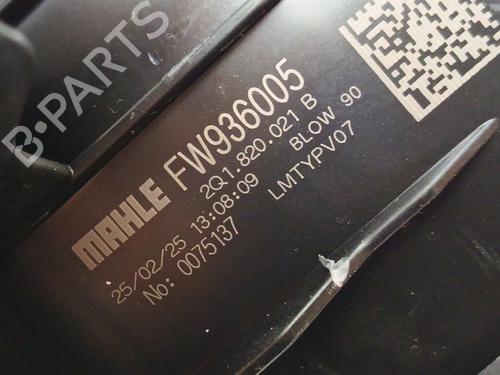 B-PARTS
MAHLE FW936005
2Q1.820.021 B
25/02/25 13:08:09 BLOW 90
No: 0075137 LMTYPV07